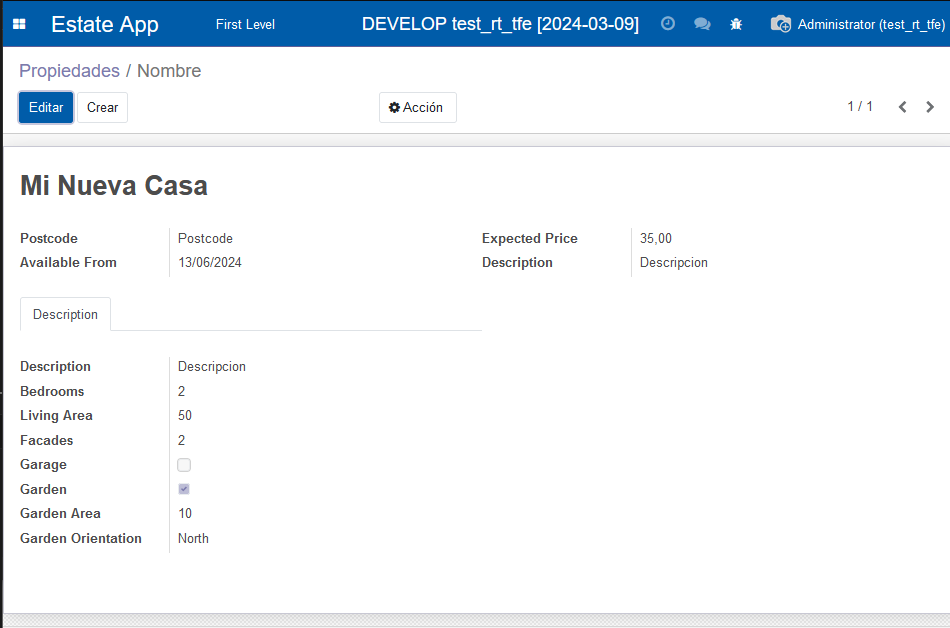 Estate App First Level DEVELOP test_rt_tfe [2024-03-09] Administrator (test_rt_tfe)
Propiedades / Nombre
Editar Crear Acción 1 / 1
Mi Nueva Casa
Postcode Postcode Expected Price 35,00
Available From 13/06/2024 Description Descripcion
Description
Description Descripcion
Bedrooms 2
Living Area 50
Facades 2
Garage
Garden
Garden Area 10
Garden Orientation North